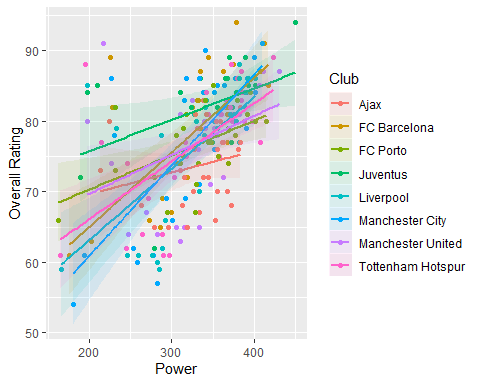 90
80
70
60
50
Overall Rating
200
300
400
Power
Club
Ajax
FC Barcelona
FC Porto
Juventus
Liverpool
Manchester City
Manchester United
Tottenham Hotspur